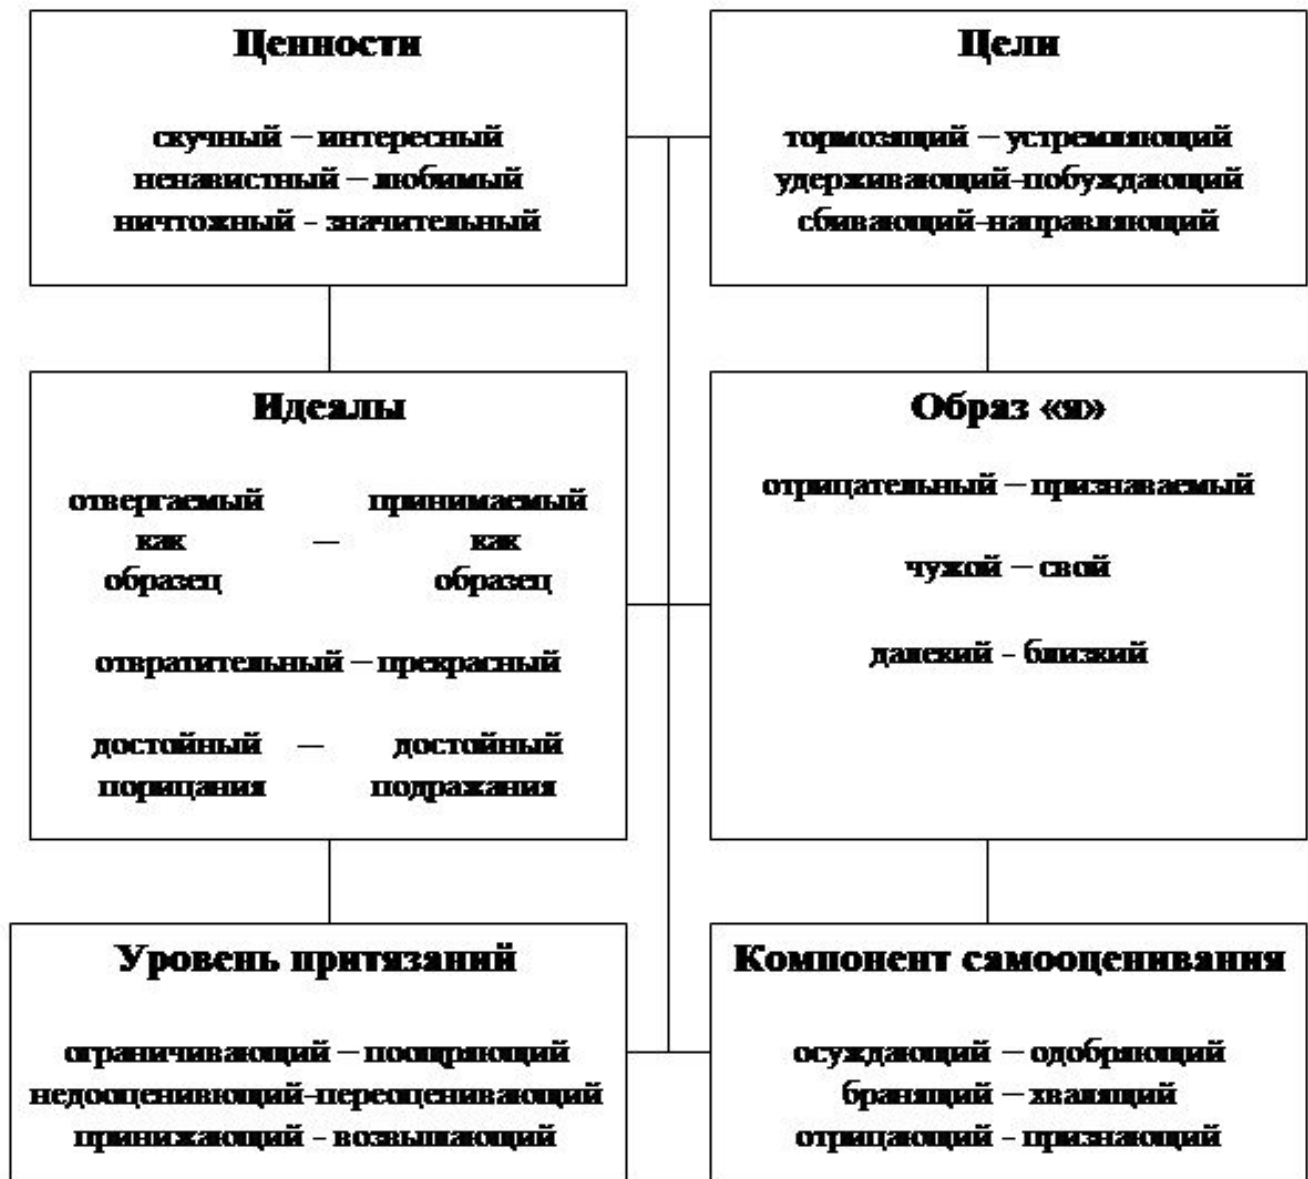 Ценности
скучный – интересный
ненавистный – любимый
ничтожный - значительный
Цели
тормозящий – устремляющий
удерживающий-побуждающий
сбивающий-направляющий
Идеалы
отвергаемый принимаемый
как – как
образец образец
отвратительный – прекрасный
достойный – достойный
порицания подражания
Образ «я»
отрицательный – признаваемый
чужой – свой
далекий - близкий
Уровень притязаний
ограничивающий – поощряющий
недооценивющий-переоценивающий
принижающий - возвышающий
Компонент самооценивания
осуждающий – одобряющий
бранящий – хвалящий
отрицающий - признающий